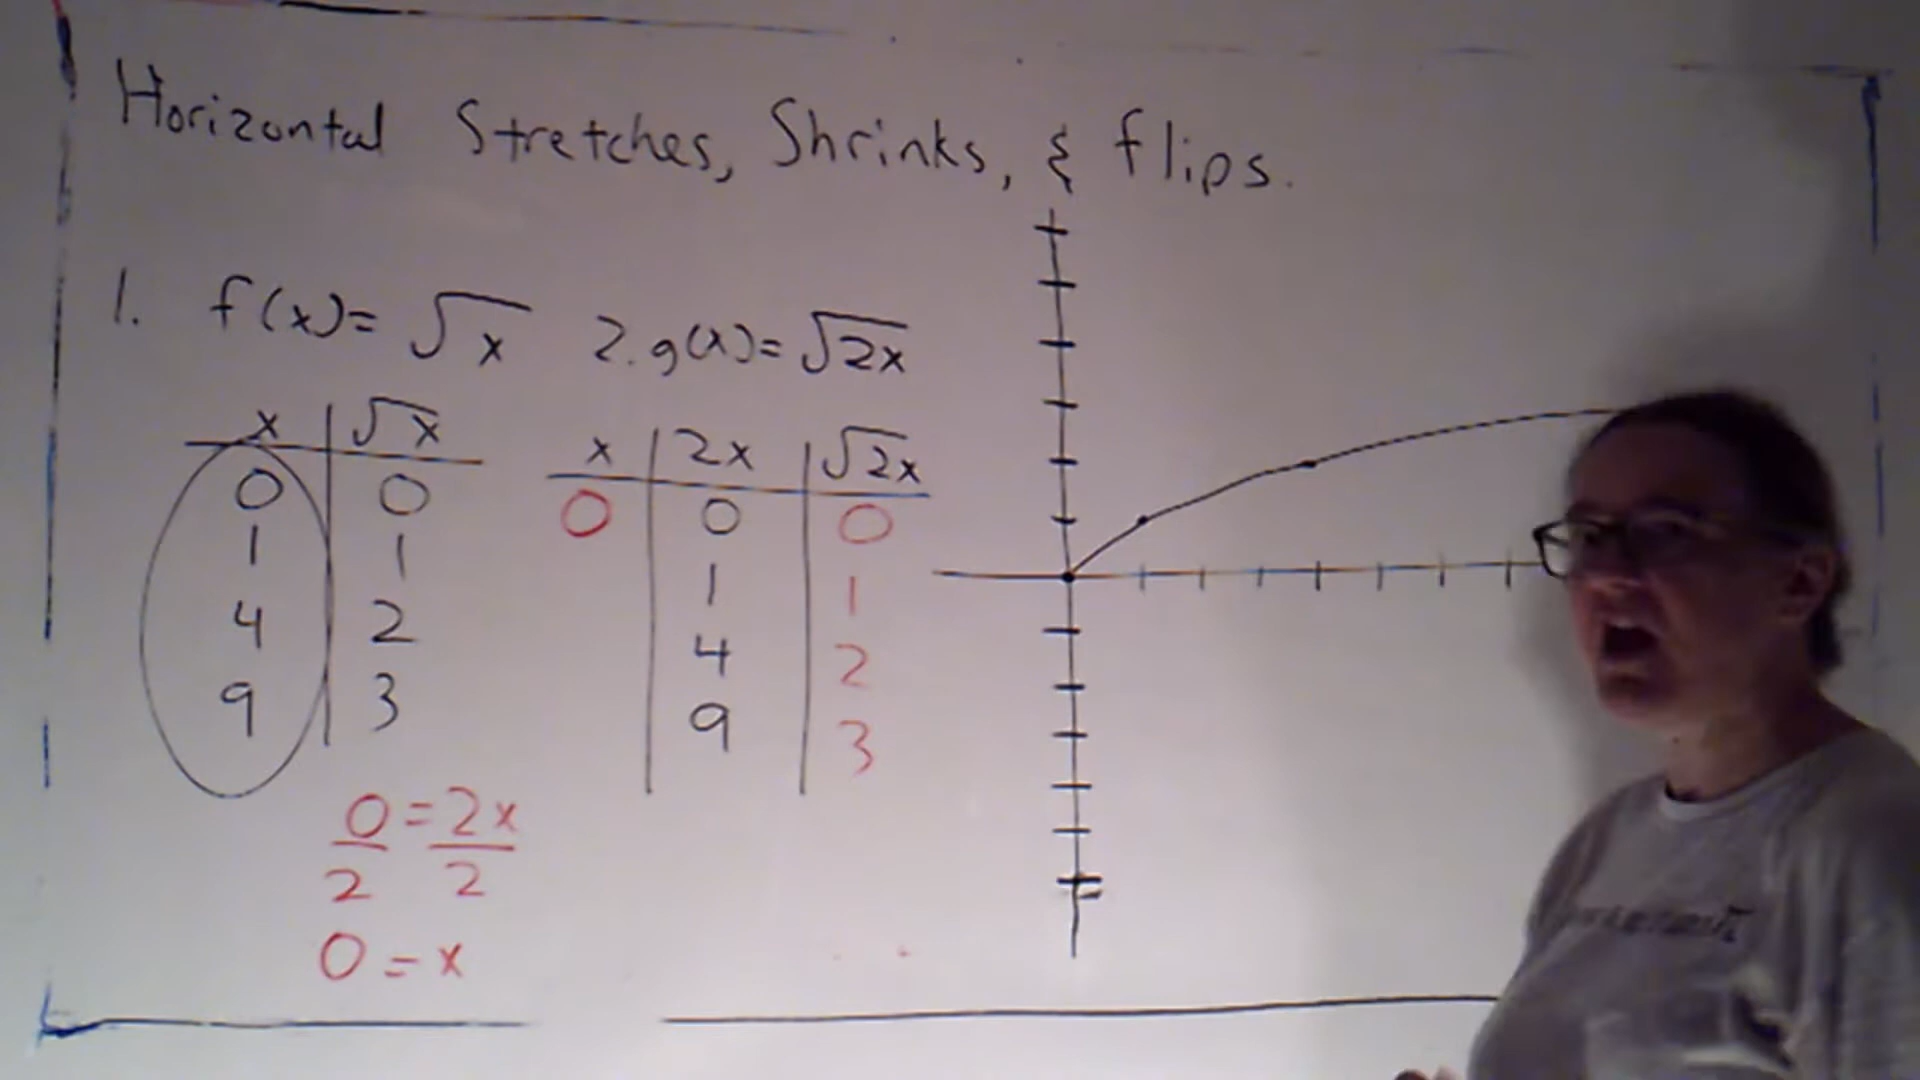 Horizontal Stretches, Shrinks, & flips.
1. f(x)= √x 2. g(x)= √2x
x √x
0 0
1 1
4 2
9 3
x 2x √2x
0 0 0
1 1
4 2
9 3
0 = 2x
2 2
0 = x